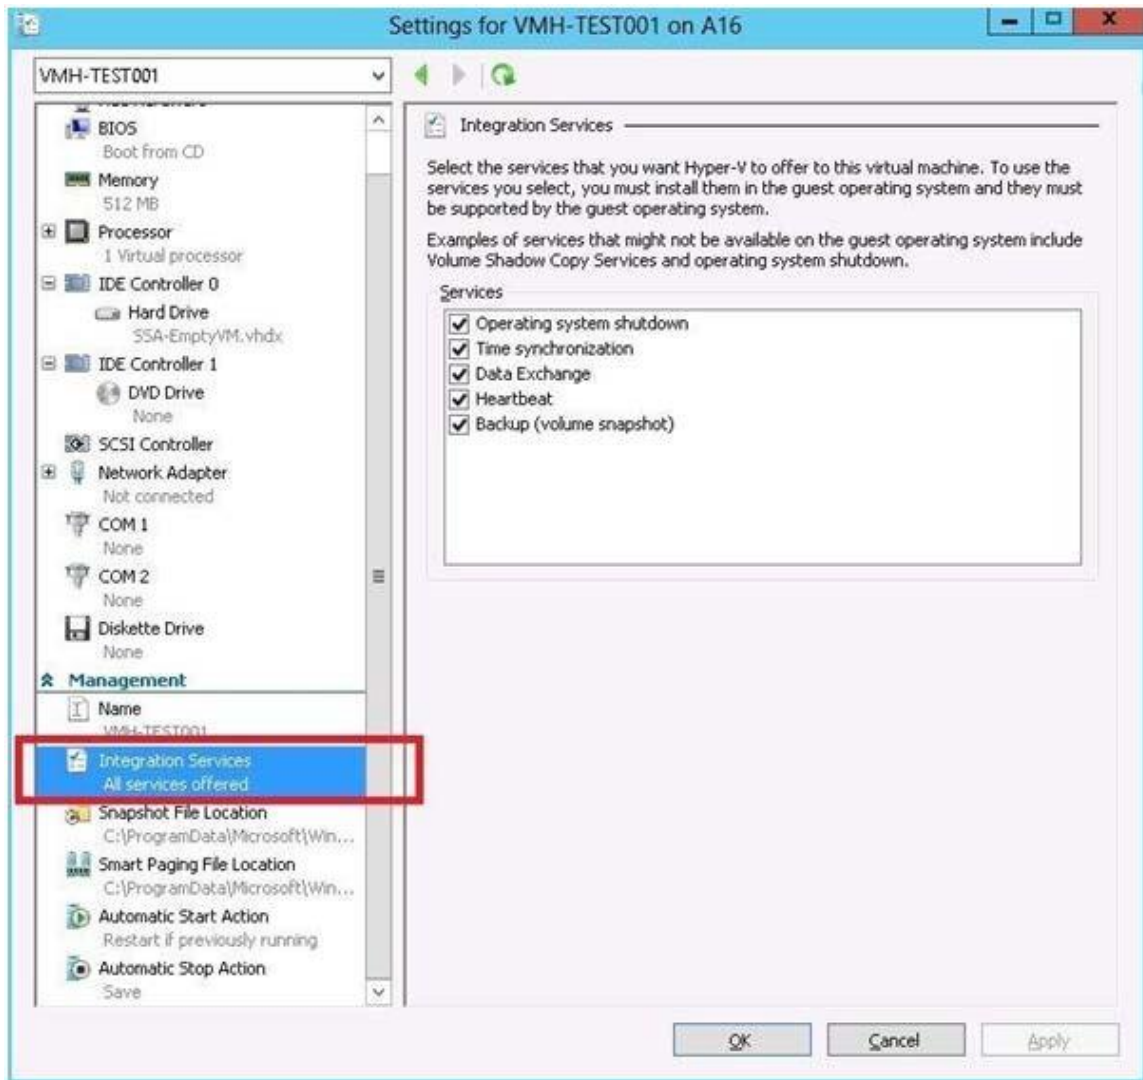 Settings for VMH-TEST001 on A16
VMH-TEST001
BIOS
Boot from CD
Memory
512 MB
Processor
1 Virtual processor
IDE Controller 0
Hard Drive
SSA-EmptyVM.vhdx
IDE Controller 1
DVD Drive
None
SCSI Controller
Network Adapter
Not connected
COM 1
None
COM 2
None
Diskette Drive
None
Management
Name
VMH-TEST001
Integration Services
All services offered
Snapshot File Location
C:\ProgramData\Microsoft\Win...
Smart Paging File Location
C:\ProgramData\Microsoft\Win...
Automatic Start Action
Restart if previously running
Automatic Stop Action
Save
Integration Services
Select the services that you want Hyper-V to offer to this virtual machine. To use the
services you select, you must install them in the guest operating system and they must
be supported by the guest operating system.
Examples of services that might not be available on the guest operating system include
Volume Shadow Copy Services and operating system shutdown.
Services
Operating system shutdown
Time synchronization
Data Exchange
Heartbeat
Backup (volume snapshot)
OK
Cancel
Apply